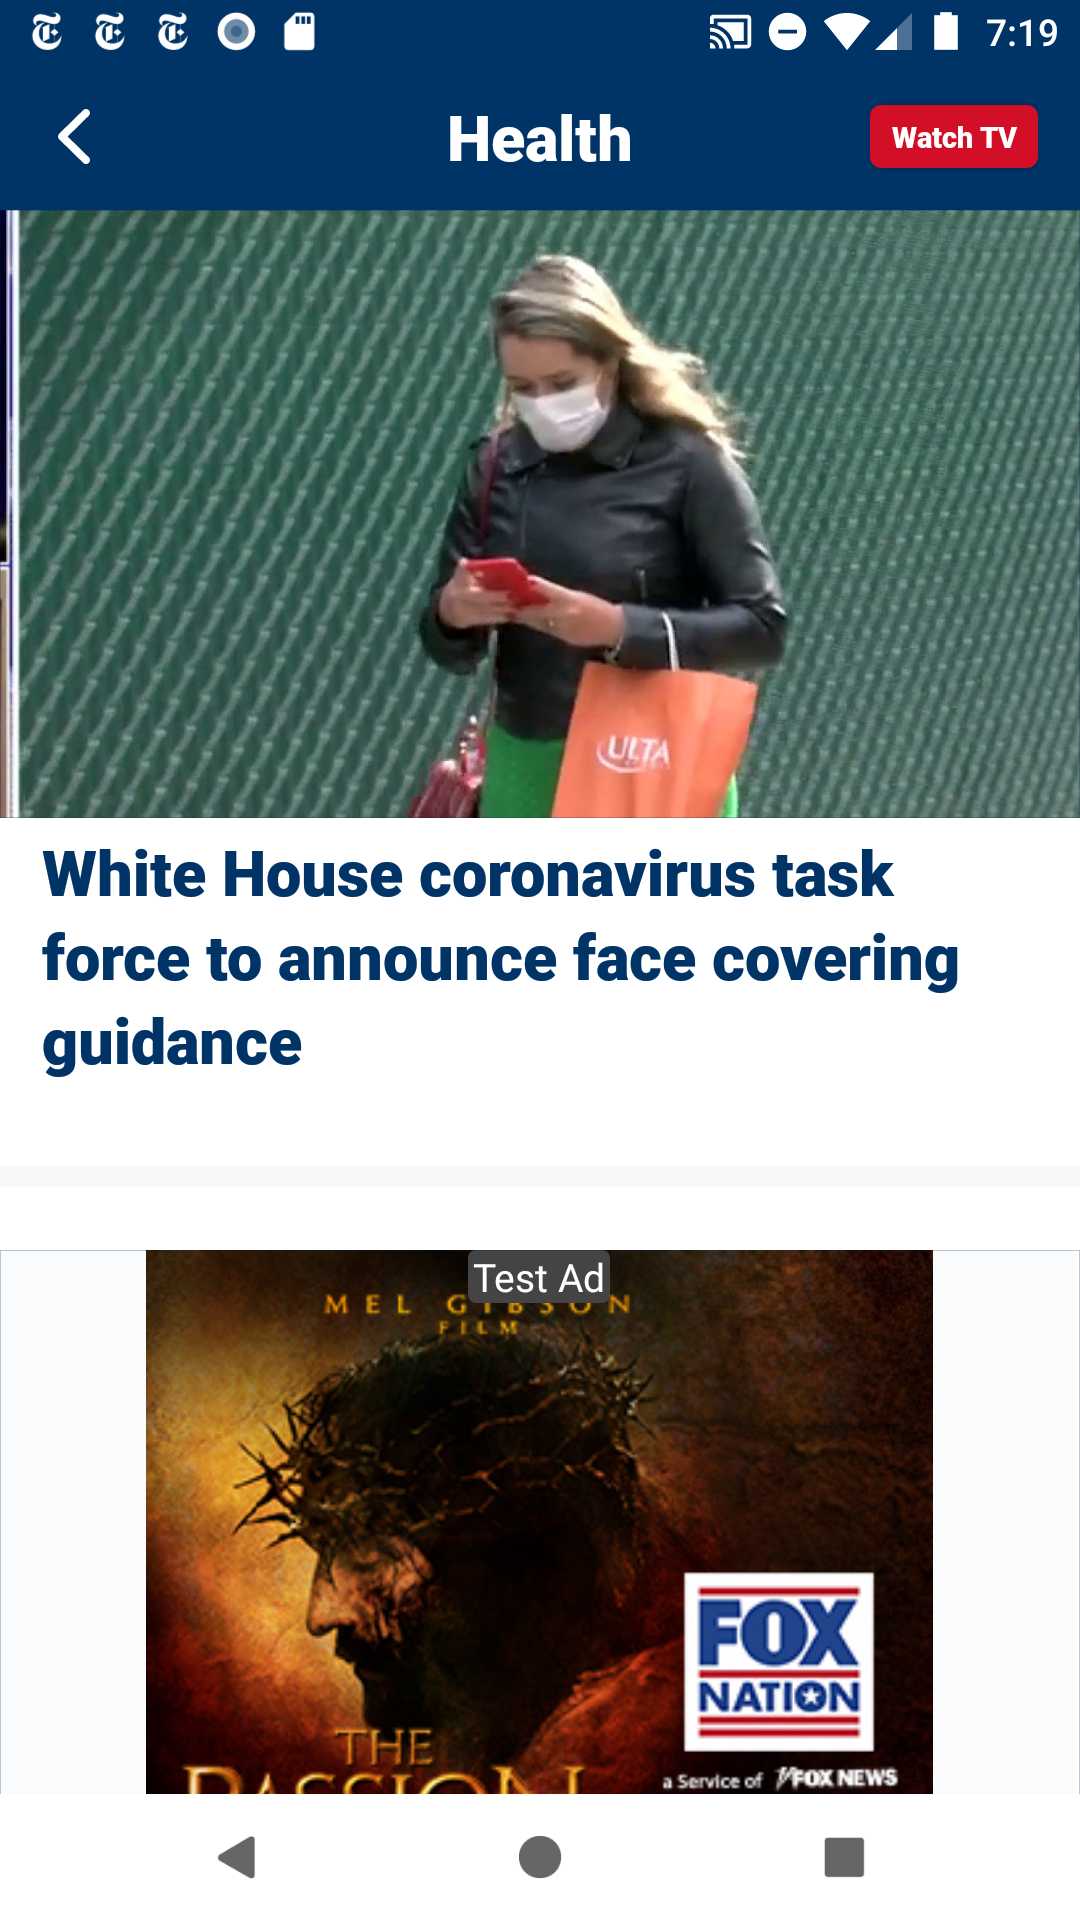 7:19
Health
Watch TV
ULTA
White House coronavirus task
force to announce face covering
guidance
Test Ad
MEL GIBSON
FILM
FOX
NATION
THE
PASSION
a Service of FOX NEWS